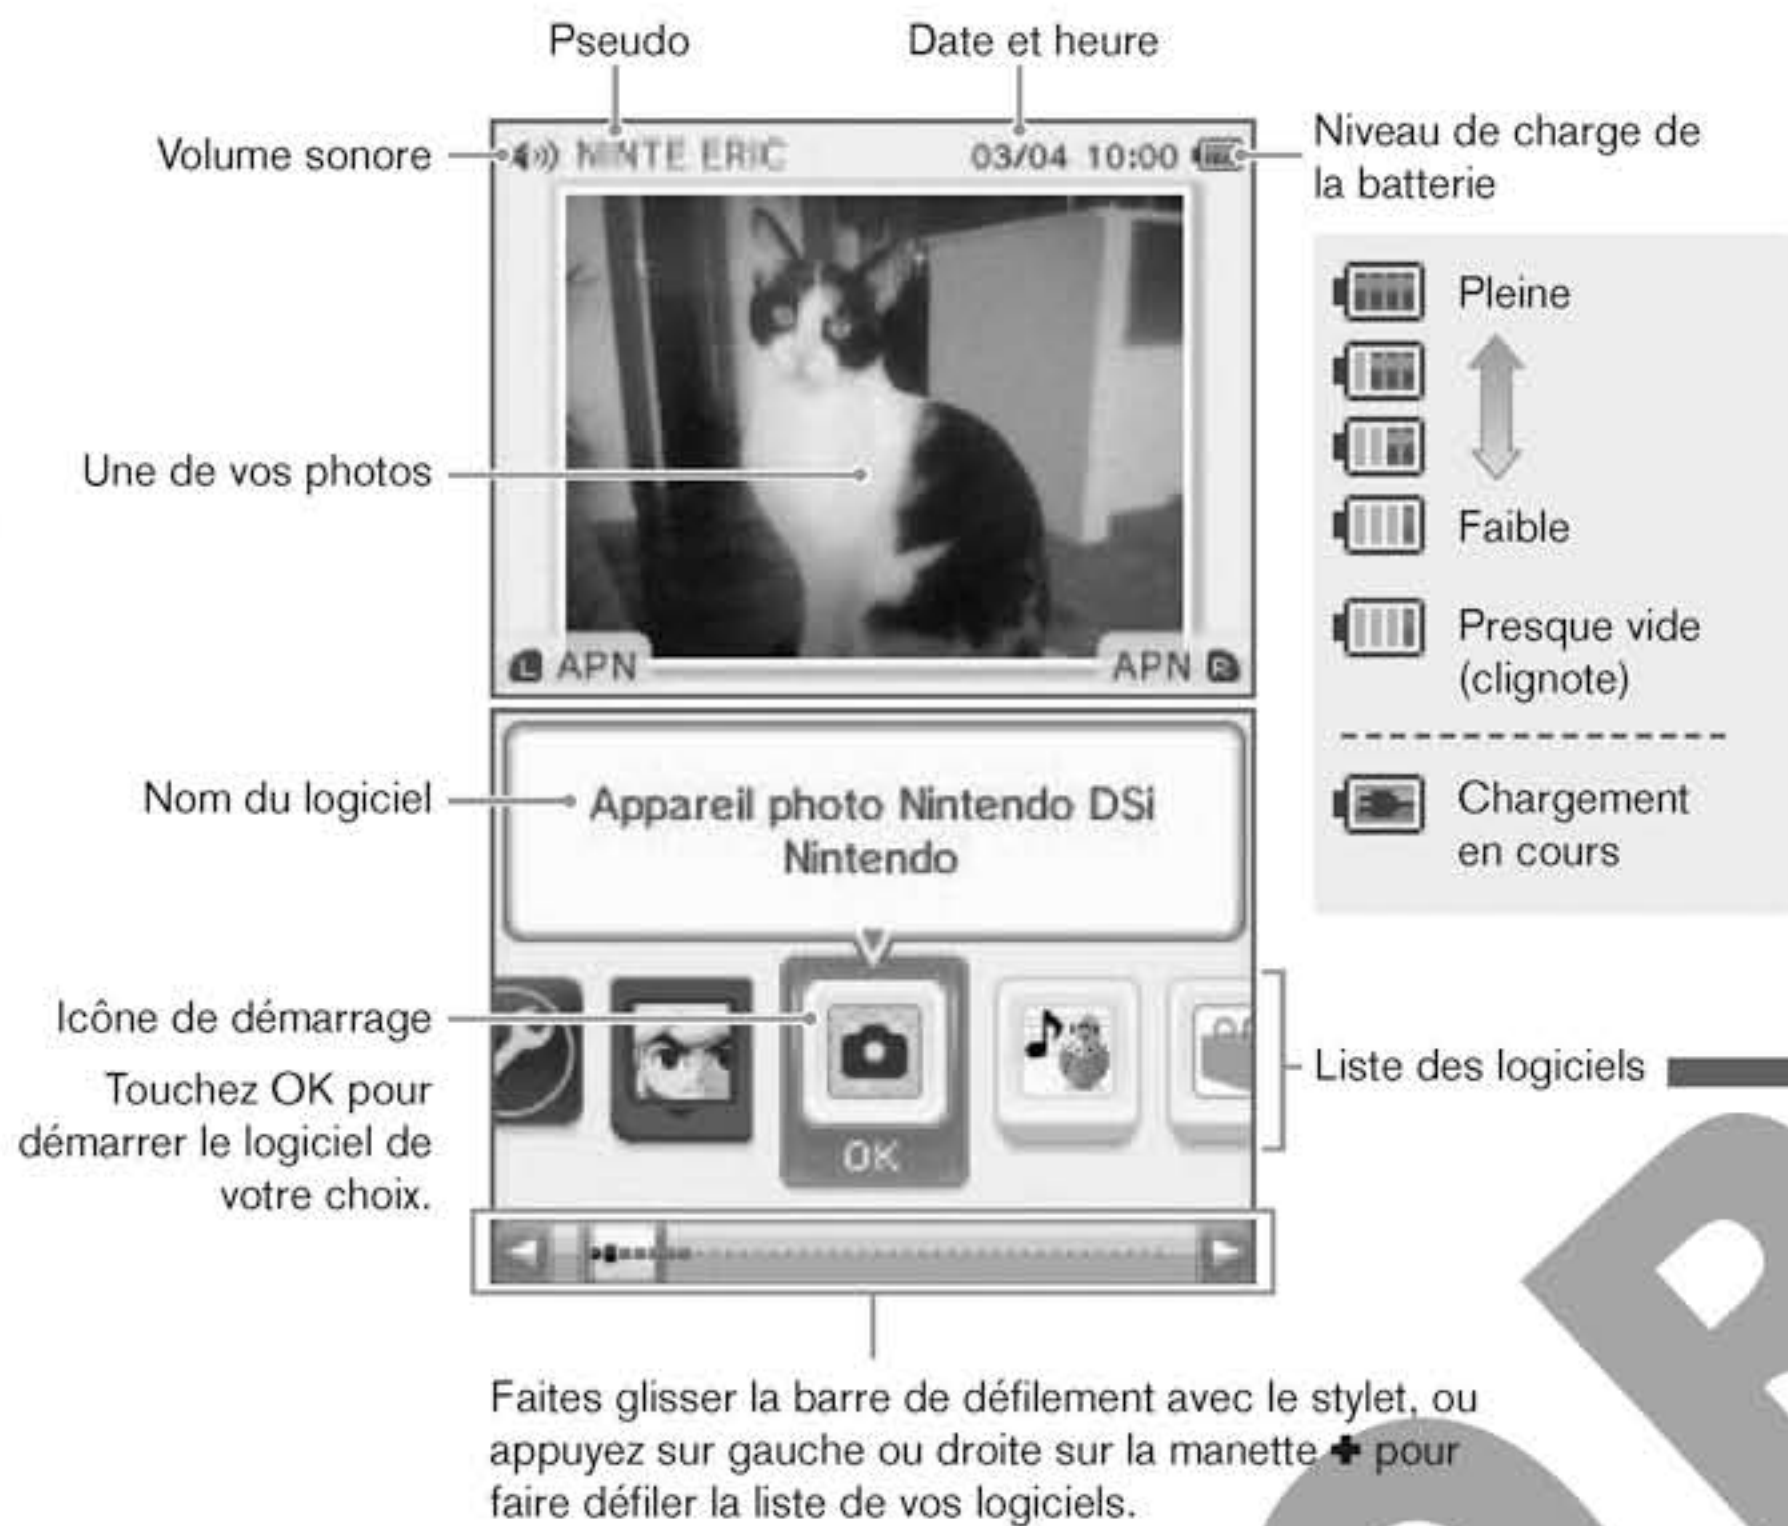 Pseudo
Date et heure
Volume sonore
NINTE ERIC
03/04 10:00
Niveau de charge de
la batterie
Pleine
Une de vos photos
Faible
Presque vide
(clignote)
L APN
APN R
Nom du logiciel
Appareil photo Nintendo DSi
Nintendo
Chargement
en cours
Icône de démarrage
Touchez OK pour
démarrer le logiciel de
votre choix.
OK
Liste des logiciels
Faites glisser la barre de défilement avec le stylet, ou
appuyez sur gauche ou droite sur la manette ✚ pour
faire défiler la liste de vos logiciels.